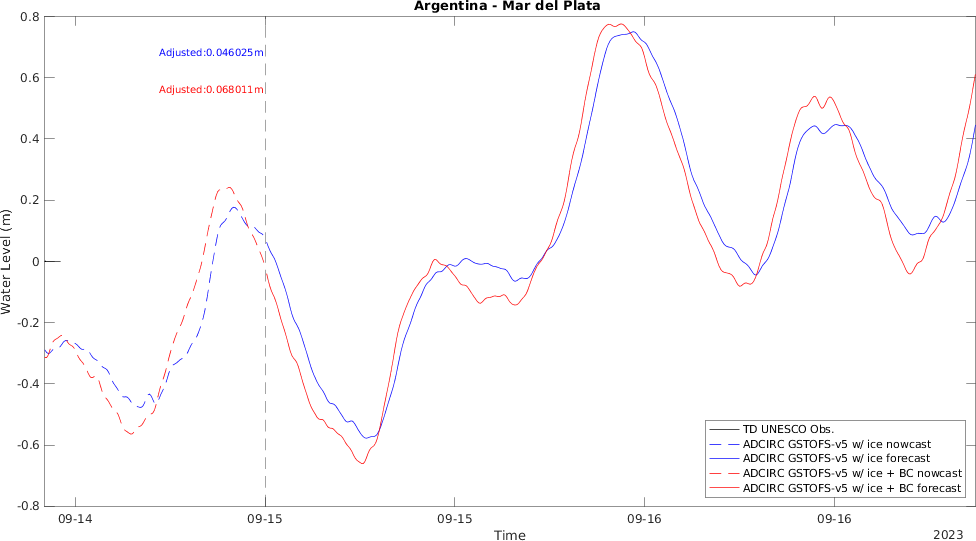 Argentina - Mar del Plata
0.8
Adjusted:0.046025m
0.6
Adjusted:0.068011m
0.4
0.2
Water Level (m)
0
-0.2
-0.4
TD UNESCO Obs.
ADCIRC GSTOFS-v5 w/ ice nowcast
-0.6
ADCIRC GSTOFS-v5 w/ ice forecast
ADCIRC GSTOFS-v5 w/ ice + BC nowcast
ADCIRC GSTOFS-v5 w/ ice + BC forecast
-0.8
09-14 09-15 09-15 09-16 09-16
Time
2023